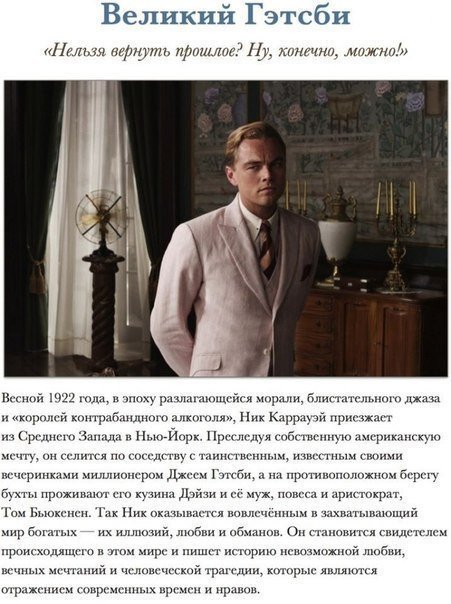 Великий Гэтсби
«Нельзя вернуть прошлое? Ну, конечно, можно!»
Весной 1922 года, в эпоху разлагающейся морали, блистательного джаза
и «королей контрабандного алкоголя», Ник Каррауэй приезжает
из Среднего Запада в Нью-Йорк. Преследуя собственную американскую
мечту, он селится по соседству с таинственным, известным своими
вечеринками миллионером Джеем Гэтсби, а на противоположном берегу
бухты проживают его кузина Дэйзи и её муж, повеса и аристократ,
Том Бьюкенен. Так Ник оказывается вовлечённым в захватывающий
мир богатых — их иллюзий, любви и обманов. Он становится свидетелем
происходящего в этом мире и пишет историю невозможной любви,
вечных мечтаний и человеческой трагедии, которые являются
отражением современных времен и нравов.